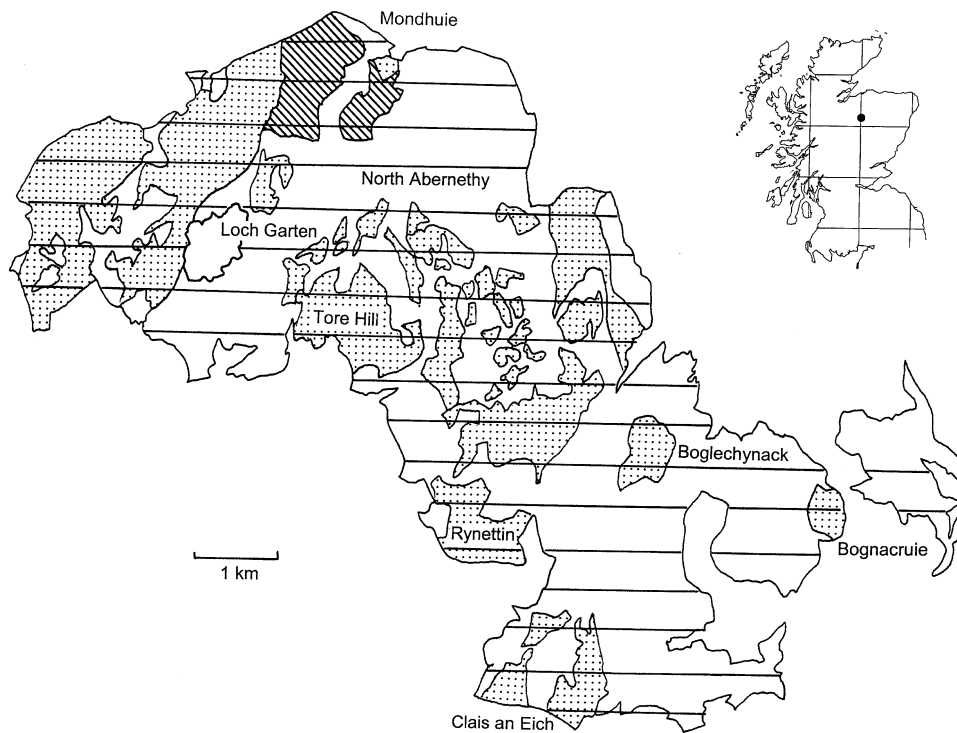 Mondhuie
North Abernethy
Loch Garten
Tore Hill
Boglechynack
Rynettin
Bognacruie
1 km
Clais an Eich